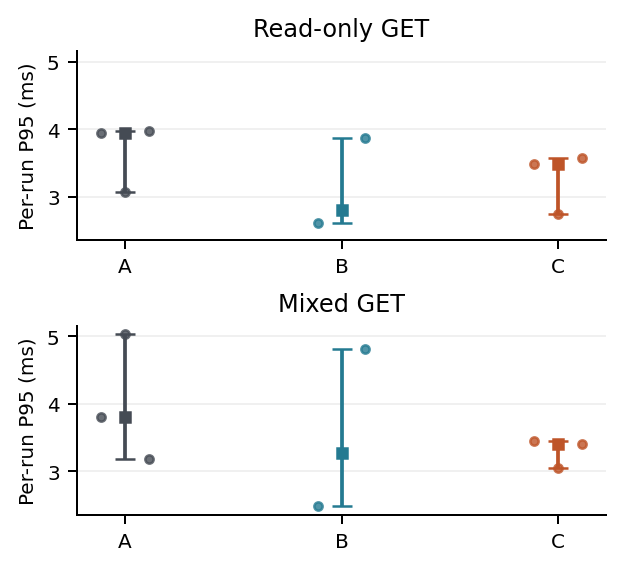 Read-only GET
Per-run P95 (ms)
5
4
3
A B C
Mixed GET
Per-run P95 (ms)
5
4
3
A B C